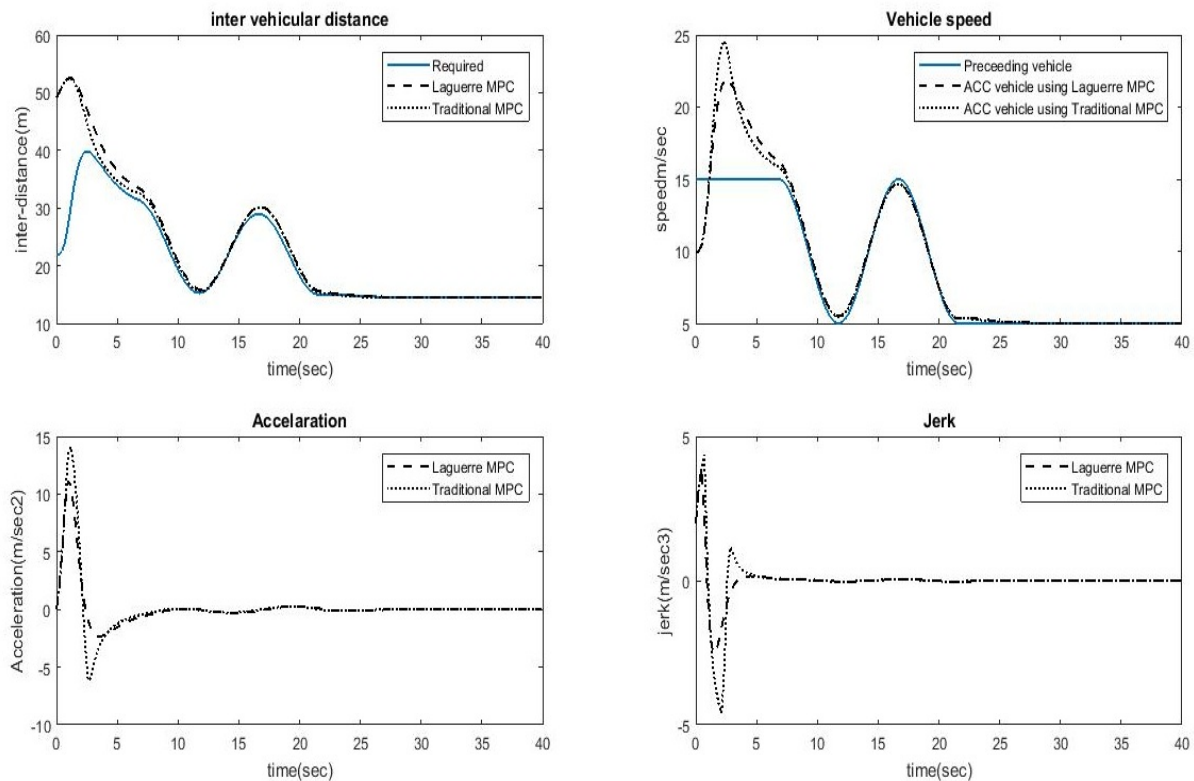 inter vehicular distance
60
50
40
30
20
10
inter-distance(m)
Required
Laguerre MPC
Traditional MPC
0 5 10 15 20 25 30 35 40
time(sec)
Vehicle speed
25
20
15
10
5
speedm/sec
Preceeding vehicle
ACC vehicle using Laguerre MPC
ACC vehicle using Traditional MPC
0 5 10 15 20 25 30 35 40
time(sec)
Accelaration
15
10
5
0
-5
-10
Acceleration(m/sec2)
Laguerre MPC
Traditional MPC
0 5 10 15 20 25 30 35 40
time(sec)
Jerk
5
0
-5
jerk(m/sec3)
Laguerre MPC
Traditional MPC
0 5 10 15 20 25 30 35 40
time(sec)